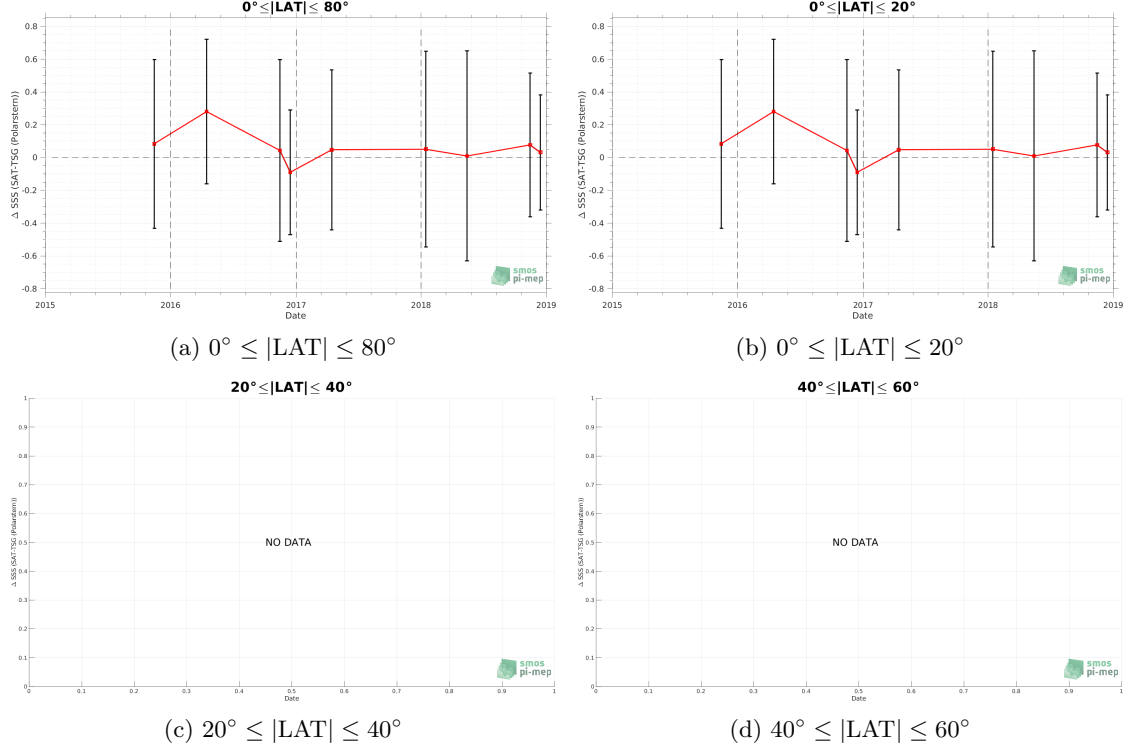 0°≤|LAT|≤ 80°
0.8
0.6
0.4
0.2
0
-0.2
-0.4
-0.6
-0.8
Δ SSS (SAT-TSG (Polarstern))
smos
pi-mep
2015 2016 2017 2018 2019
Date
(a) 0° ≤ |LAT| ≤ 80°
0°≤|LAT|≤ 20°
0.8
0.6
0.4
0.2
0
-0.2
-0.4
-0.6
-0.8
Δ SSS (SAT-TSG (Polarstern))
smos
pi-mep
2015 2016 2017 2018 2019
Date
(b) 0° ≤ |LAT| ≤ 20°
20°≤|LAT|≤ 40°
1
0.9
0.8
0.7
0.6
0.5
0.4
0.3
0.2
0.1
0
Δ SSS (SAT-TSG (Polarstern))
NO DATA
smos
pi-mep
0 0.1 0.2 0.3 0.4 0.5 0.6 0.7 0.8 0.9 1
Date
(c) 20° ≤ |LAT| ≤ 40°
40°≤|LAT|≤ 60°
1
0.9
0.8
0.7
0.6
0.5
0.4
0.3
0.2
0.1
0
Δ SSS (SAT-TSG (Polarstern))
NO DATA
smos
pi-mep
0 0.1 0.2 0.3 0.4 0.5 0.6 0.7 0.8 0.9 1
Date
(d) 40° ≤ |LAT| ≤ 60°